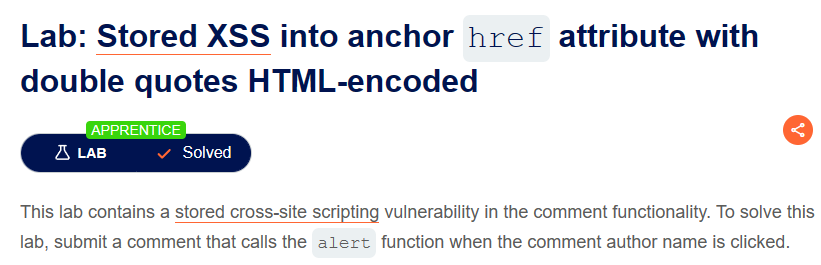 Lab: Stored XSS into anchor href attribute with
double quotes HTML-encoded
APPRENTICE
LAB Solved
This lab contains a stored cross-site scripting vulnerability in the comment functionality. To solve this
lab, submit a comment that calls the alert function when the comment author name is clicked.